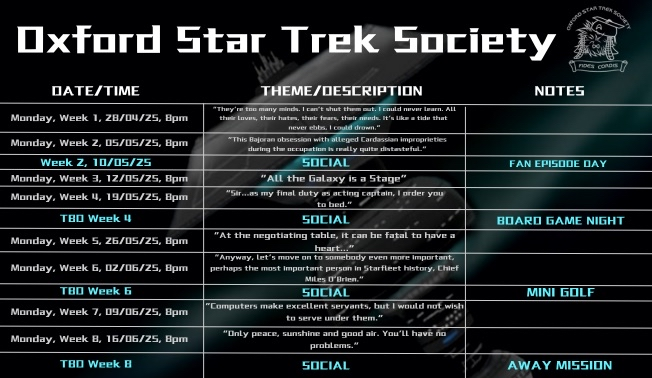 Oxford Star Trek Society
OXFORD STAR TREK SOCIETY
FIDES CORDIS
DATE/TIME THEME/DESCRIPTION NOTES
Monday, Week 1, 28/04/25, 8pm
"They're too many minds. I can't shut them out. I could never learn. All
their loves, their hates, their fears, their needs. It's like a tide that
never ebbs. I could drown."
Monday, Week 2, 05/05/25, 8pm
"This Bajoran obsession with alleged Cardassian improprieties
during the occupation is really quite distasteful."
Week 2, 10/05/25 SOCIAL FAN EPISODE DAY
Monday, Week 3, 12/05/25, 8pm "All the Galaxy is a Stage"
Monday, Week 4, 19/05/25, 8pm
"Sir...as my final duty as acting captain, I order you
to bed."
TBD Week 4 SOCIAL BOARD GAME NIGHT
Monday, Week 5, 26/05/25, 8pm
"At the negotiating table, it can be fatal to have a
heart..."
Monday, Week 6, 02/06/25, 8pm
"Anyway, let's move on to somebody even more important,
perhaps the most important person in Starfleet history, Chief
Miles O'Brien."
TBD Week 6 SOCIAL MINI GOLF
Monday, Week 7, 09/06/25, 8pm
"Computers make excellent servants, but I would not wish
to serve under them."
Monday, Week 8, 16/06/25, 8pm
"Only peace, sunshine and good air. You'll have no
problems."
TBD Week 8 SOCIAL AWAY MISSION